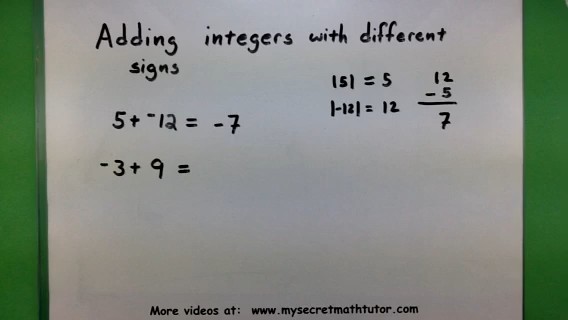 Adding integers with different
signs
|5| = 5
|-12| = 12
12
- 5
7
5 + -12 = -7
-3 + 9 =
More videos at: www.mysecretmathtutor.com